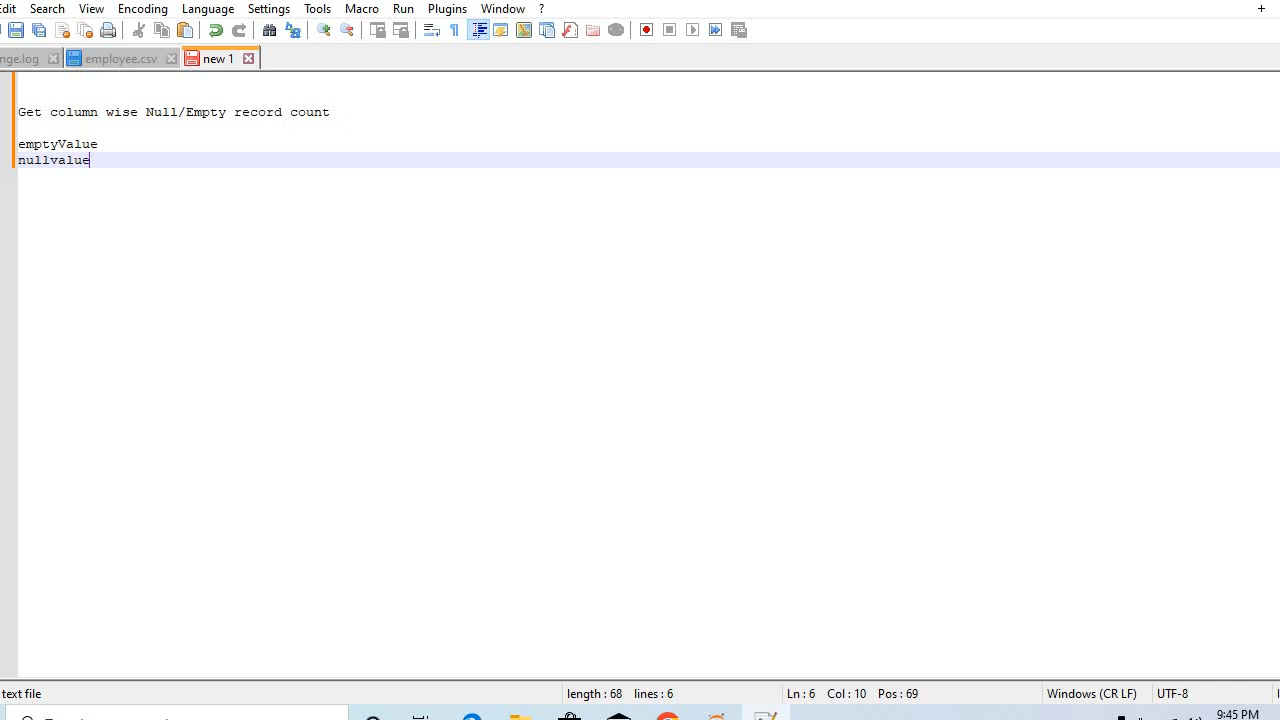 dit Search View Encoding Language Settings Tools Macro Run Plugins Window ? +
nge.log employee.csv new 1
Get column wise Null/Empty record count
emptyValue
nullvalue
text file length : 68 lines : 6 Ln : 6 Col : 10 Pos : 69 Windows (CR LF) UTF-8
9:45 PM